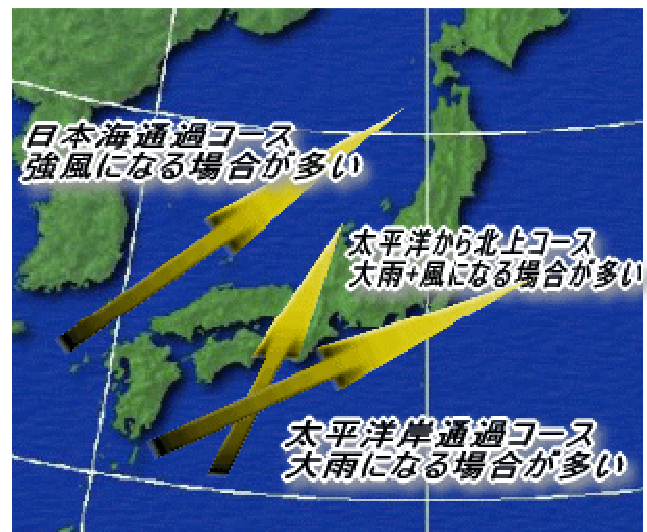 日本海通過コース
強風になる場合が多い
太平洋から北上コース
大雨+風になる場合が多い
太平洋岸通過コース
大雨になる場合が多い